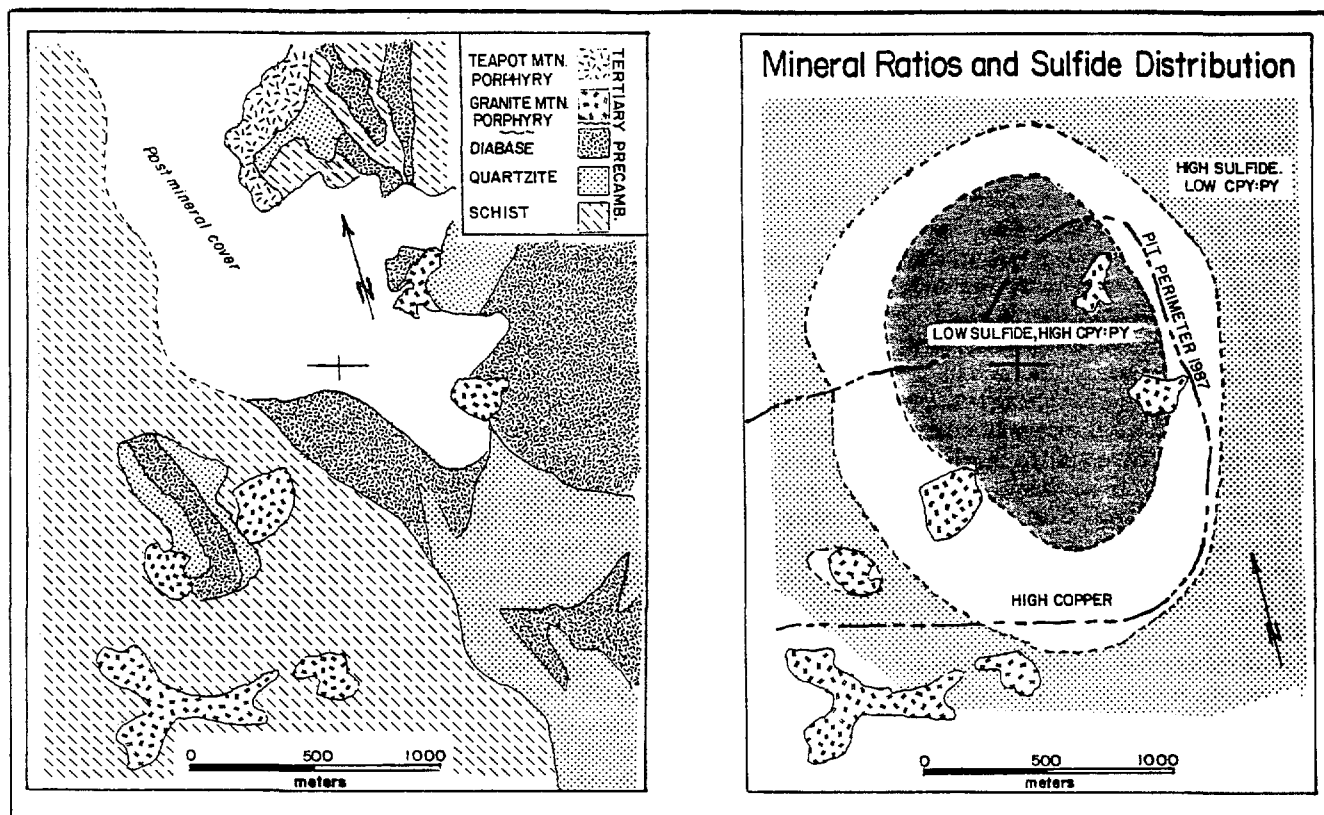 TEAPOT MTN.
PORPHYRY
GRANITE MTN.
PORPHYRY
DIABASE
QUARTZITE
SCHIST
TERTIARY
PRECAMB.
Post mineral cover
N
0 500 1000
meters
Mineral Ratios and Sulfide Distribution
HIGH SULFIDE.
LOW CPY:PY
PIT PERIMETER 1987
LOW SULFIDE, HIGH CPY:PY
HIGH COPPER
N
0 500 1000
meters